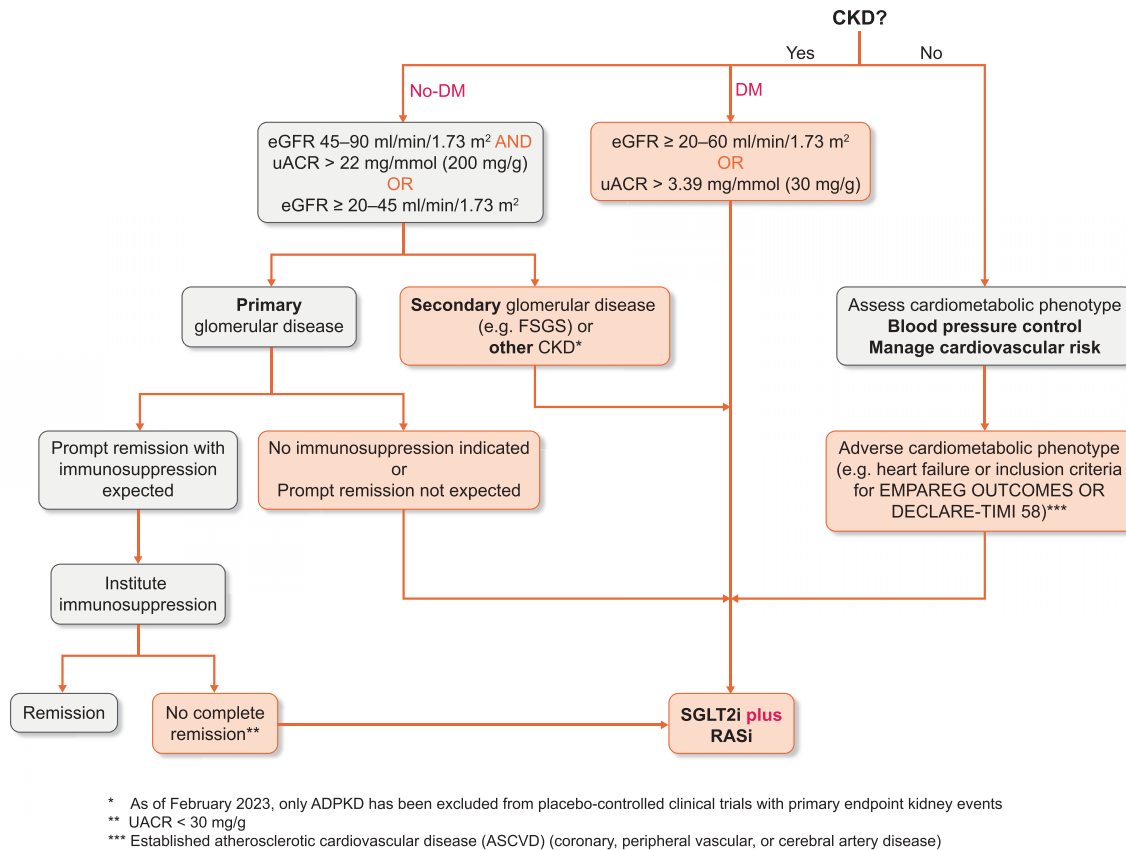 CKD?
Yes
No
No-DM
DM
eGFR 45–90 ml/min/1.73 m² AND
uACR > 22 mg/mmol (200 mg/g)
OR
eGFR ≥ 20–45 ml/min/1.73 m²
eGFR ≥ 20–60 ml/min/1.73 m²
OR
uACR > 3.39 mg/mmol (30 mg/g)
Primary
glomerular disease
Secondary glomerular disease
(e.g. FSGS) or
other CKD*
Assess cardiometabolic phenotype
Blood pressure control
Manage cardiovascular risk
Prompt remission with
immunosuppression
expected
No immunosuppression indicated
or
Prompt remission not expected
Adverse cardiometabolic phenotype
(e.g. heart failure or inclusion criteria
for EMPAREG OUTCOMES OR
DECLARE-TIMI 58)***
Institute
immunosuppression
Remission
No complete
remission**
SGLT2i plus
RASi
* As of February 2023, only ADPKD has been excluded from placebo-controlled clinical trials with primary endpoint kidney events
** UACR < 30 mg/g
*** Established atherosclerotic cardiovascular disease (ASCVD) (coronary, peripheral vascular, or cerebral artery disease)